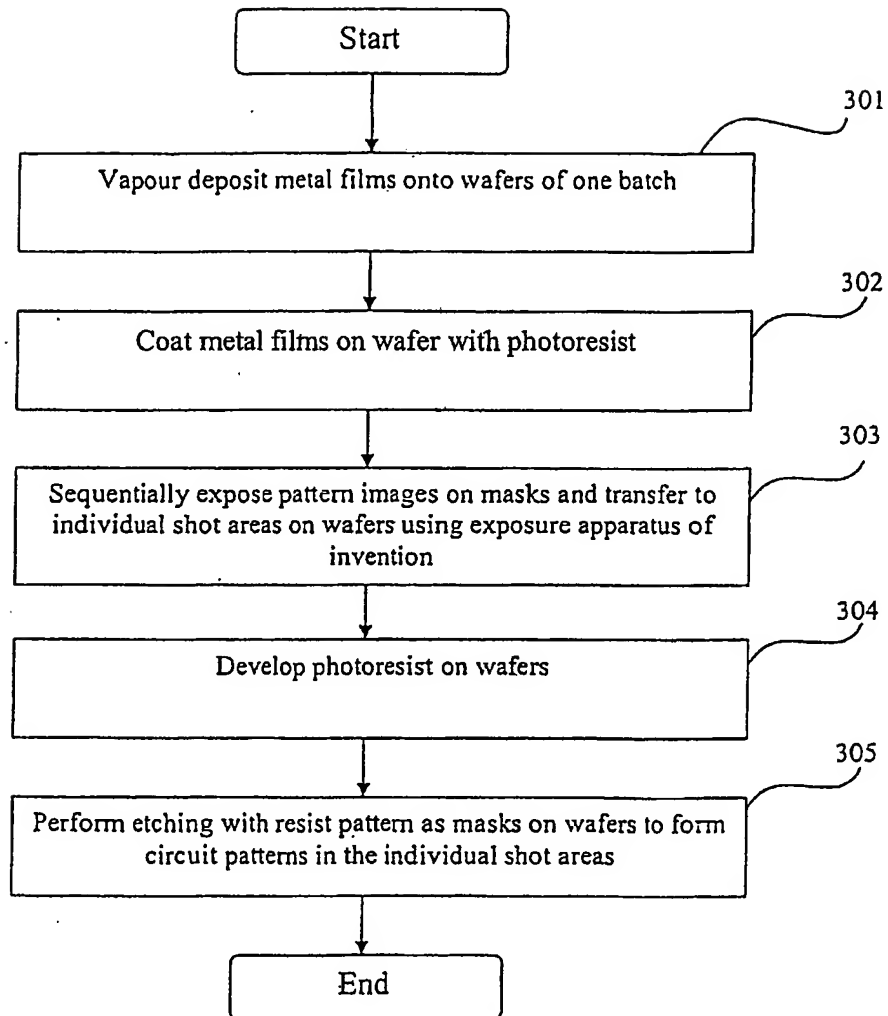 Start
301
Vapour deposit metal films onto wafers of one batch
302
Coat metal films on wafer with photoresist
303
Sequentially expose pattern images on masks and transfer to
individual shot areas on wafers using exposure apparatus of
invention
304
Develop photoresist on wafers
305
Perform etching with resist pattern as masks on wafers to form
circuit patterns in the individual shot areas
End